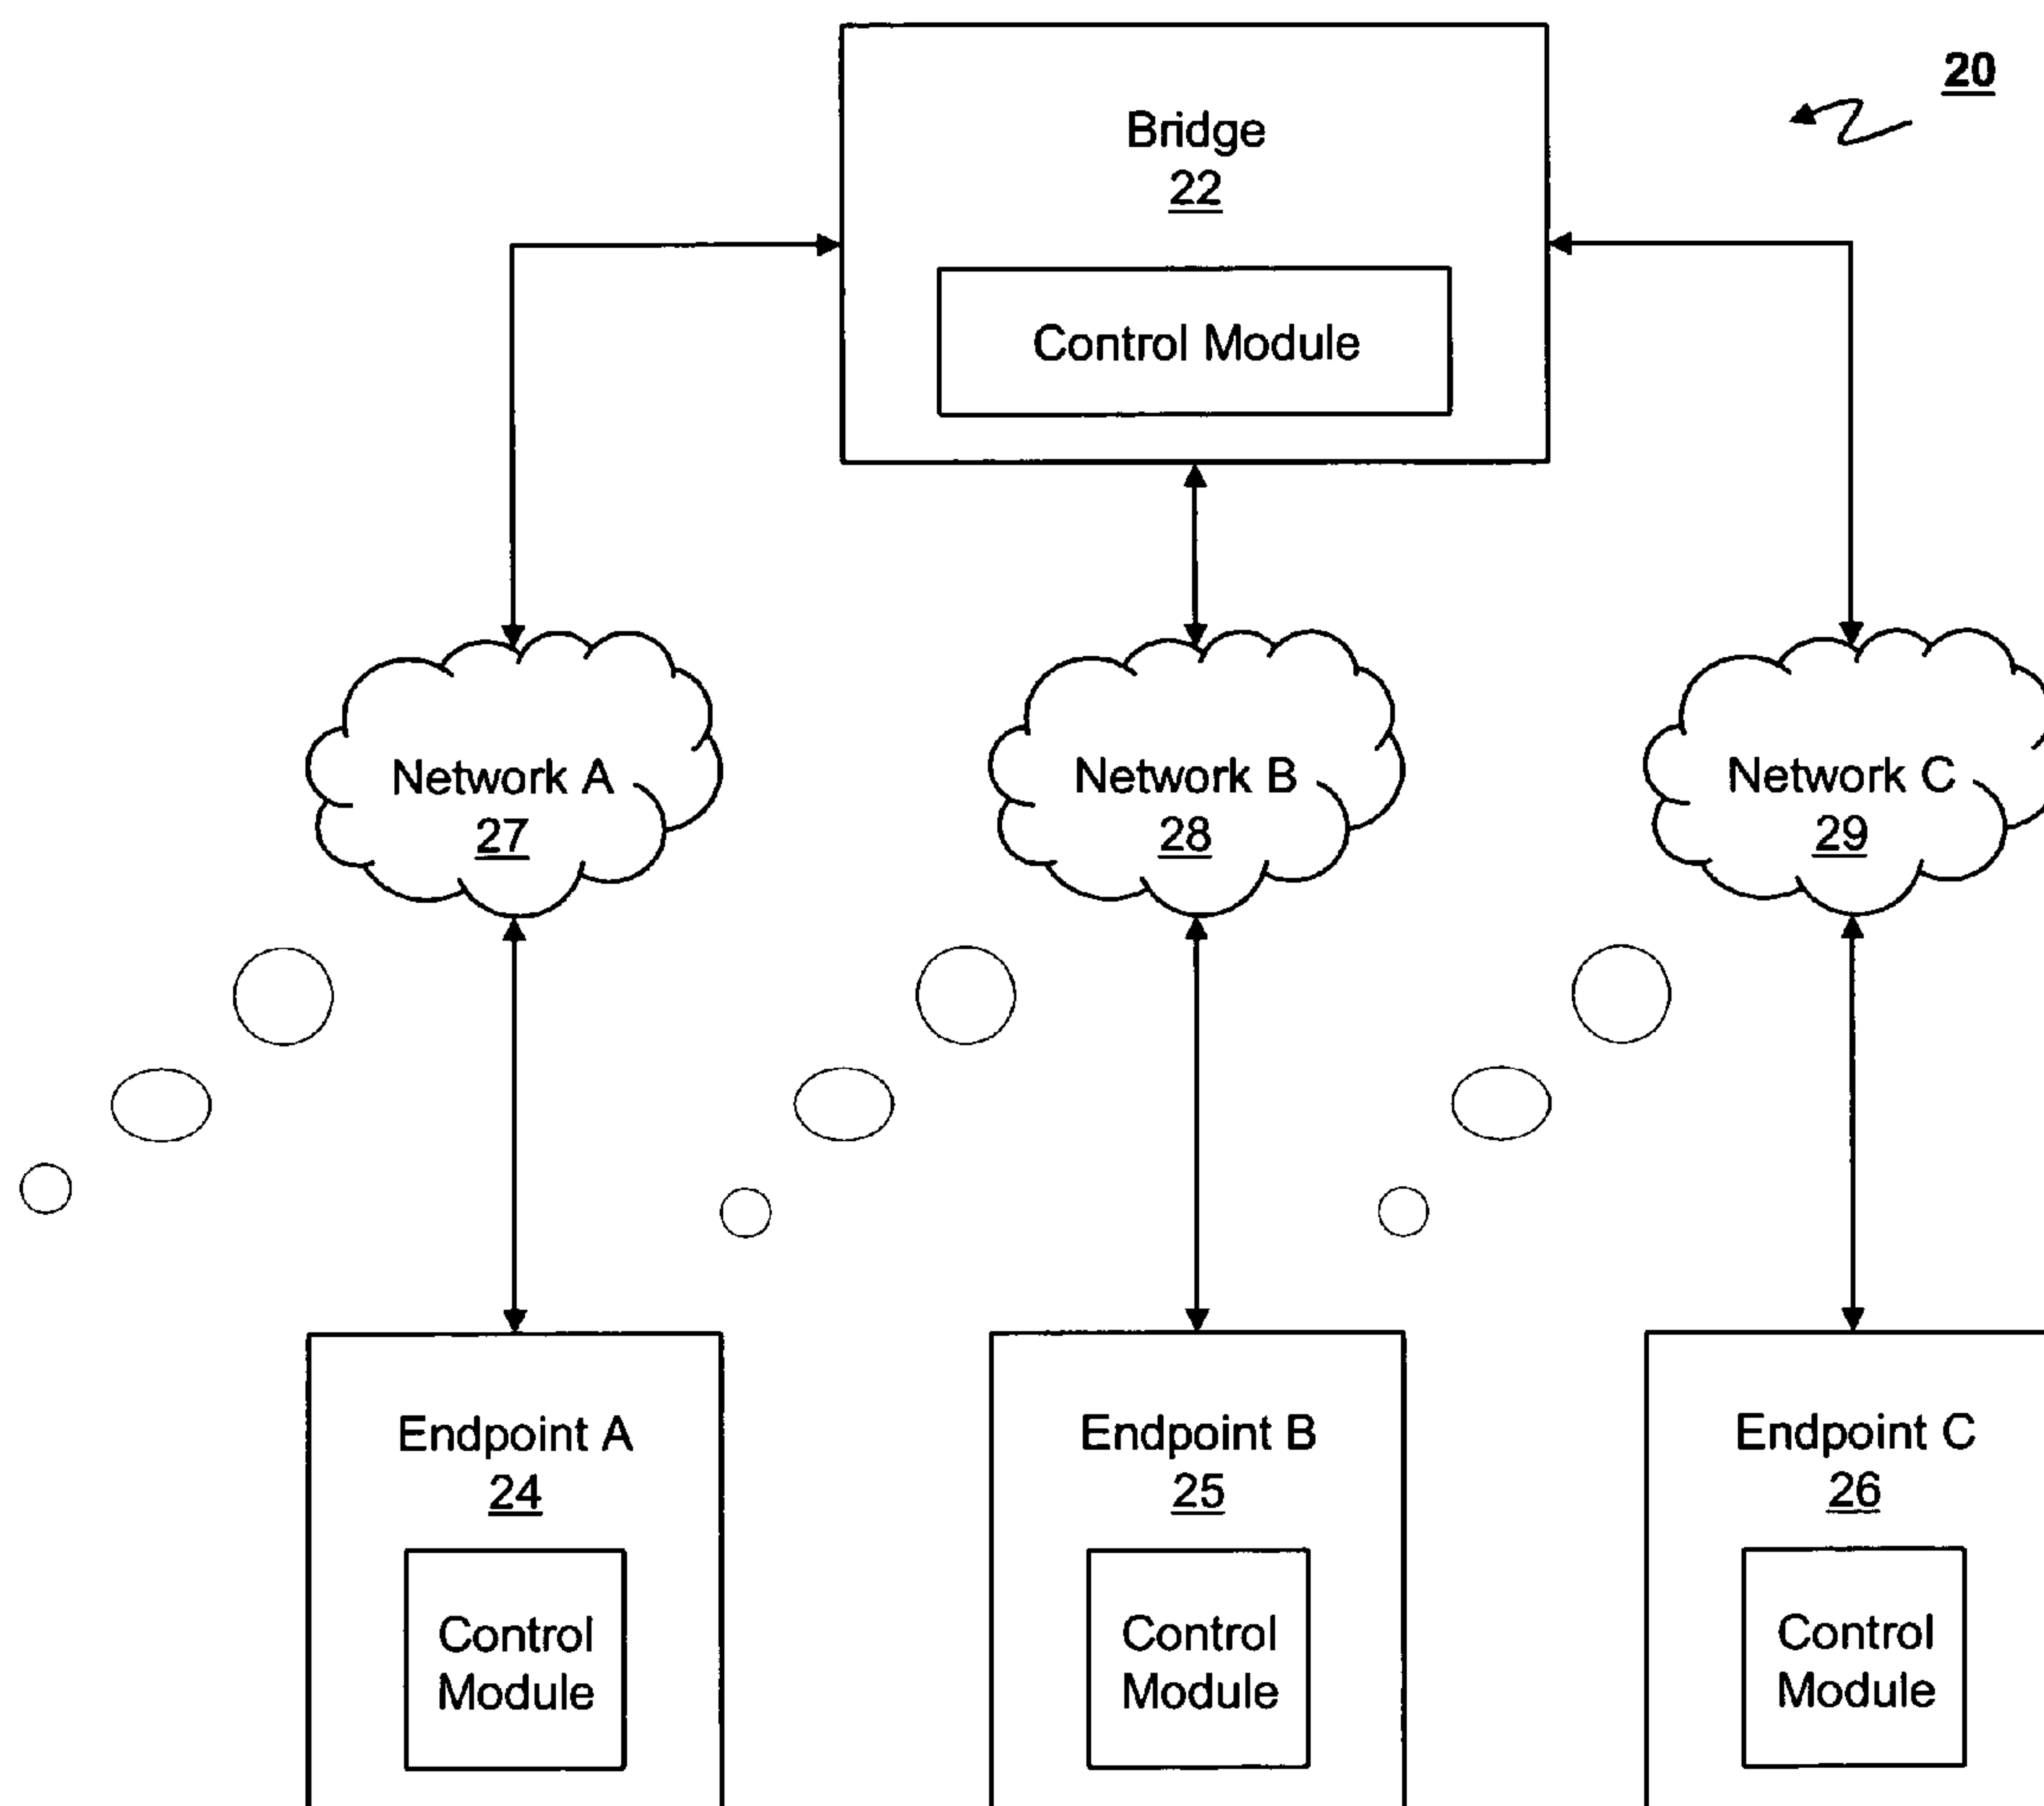 20
Bridge
22
Control Module
Network A
27
Network B
28
Network C
29
Endpoint A
24
Control
Module
Endpoint B
25
Control
Module
Endpoint C
26
Control
Module